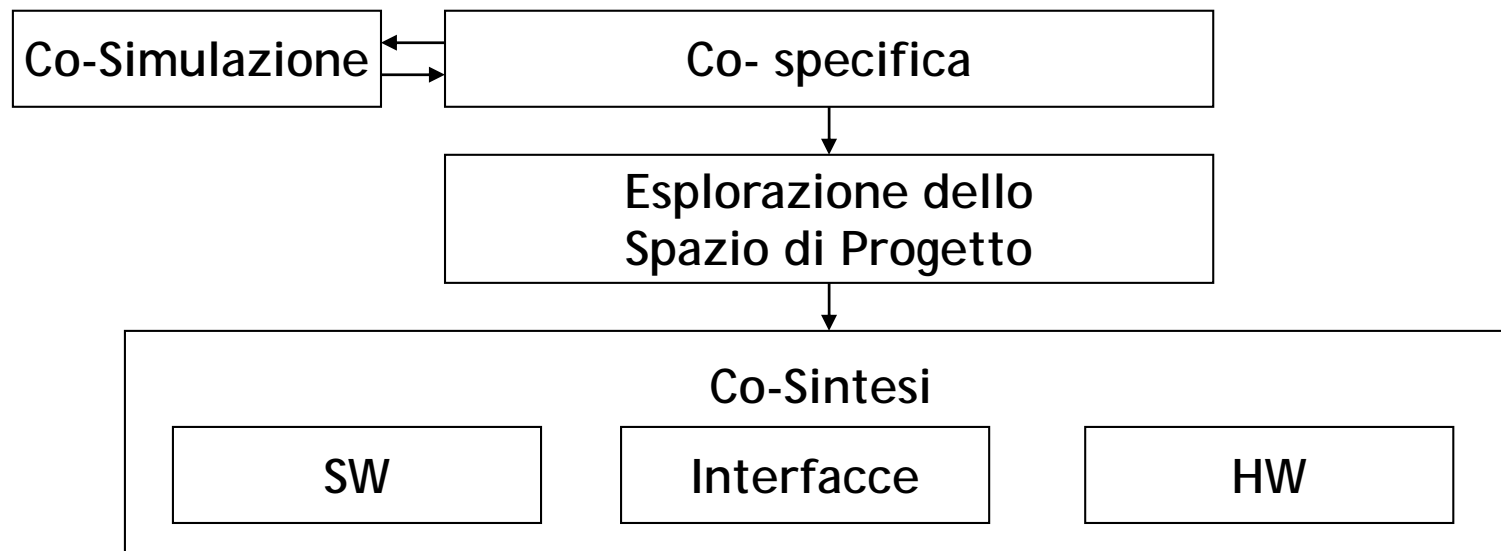 Co-Simulazione
Co- specifica
Esplorazione dello
Spazio di Progetto
Co-Sintesi
SW
Interfacce
HW